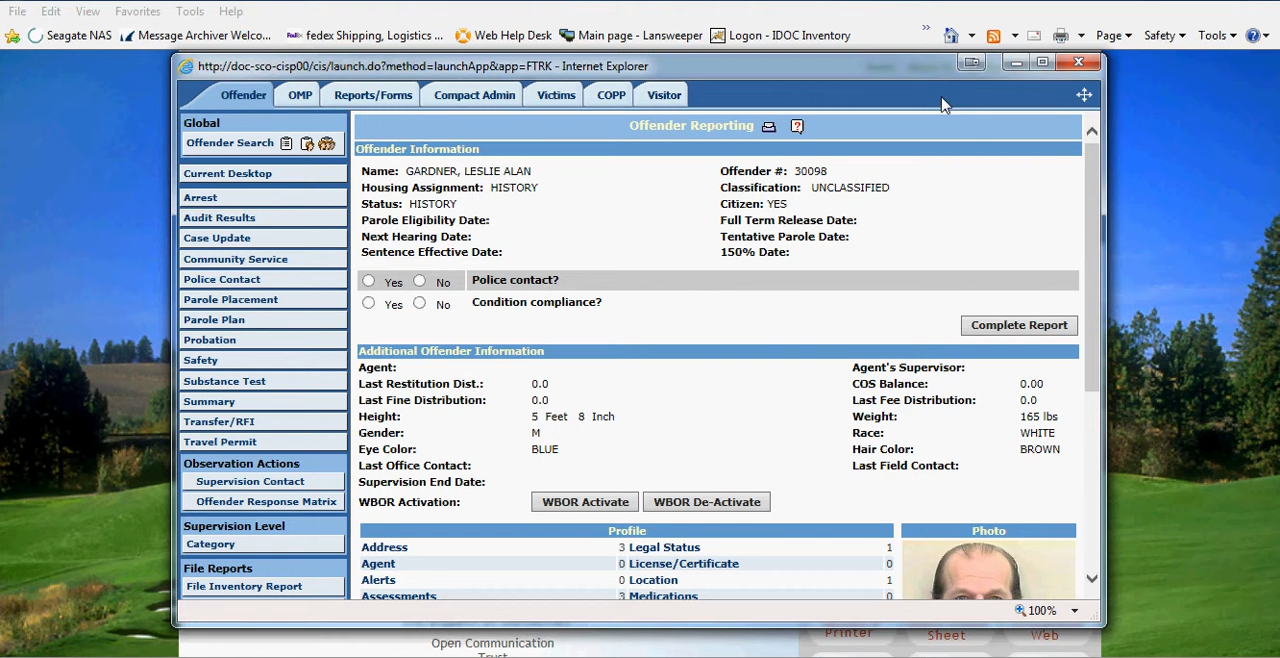 File Edit View Favorites Tools Help
Seagate NAS Message Archiver Welco... FedEx fedex Shipping, Logistics ... Web Help Desk Main page - Lansweeper Logon - IDOC Inventory » Page Safety Tools
http://doc-sco-cisp00/cis/launch.do?method=launchApp&app=FTRK - Internet Explorer
Offender OMP Reports/Forms Compact Admin Victims COPP Visitor
Global
Offender Search
Current Desktop
Arrest
Audit Results
Case Update
Community Service
Police Contact
Parole Placement
Parole Plan
Probation
Safety
Substance Test
Summary
Transfer/RFI
Travel Permit
Observation Actions
Supervision Contact
Offender Response Matrix
Supervision Level
Category
File Reports
File Inventory Report
Offender Reporting
Offender Information
Name: GARDNER, LESLIE ALAN Offender #: 30098
Housing Assignment: HISTORY Classification: UNCLASSIFIED
Status: HISTORY Citizen: YES
Parole Eligibility Date: Full Term Release Date:
Next Hearing Date: Tentative Parole Date:
Sentence Effective Date: 150% Date:
Yes No Police contact?
Yes No Condition compliance?
Complete Report
Additional Offender Information
Agent: Agent's Supervisor:
Last Restitution Dist.: 0.0 COS Balance: 0.00
Last Fine Distribution: 0.0 Last Fee Distribution: 0.0
Height: 5 Feet 8 Inch Weight: 165 lbs
Gender: M Race: WHITE
Eye Color: BLUE Hair Color: BROWN
Last Office Contact: Last Field Contact:
Supervision End Date:
WBOR Activation: WBOR Activate WBOR De-Activate
Profile Photo
Address 3 Legal Status 1
Agent 0 License/Certificate 0
Alerts 0 Location 1
Assessments 3 Medications 0
100%
Open Communication
Trust
Printer Sheet Web